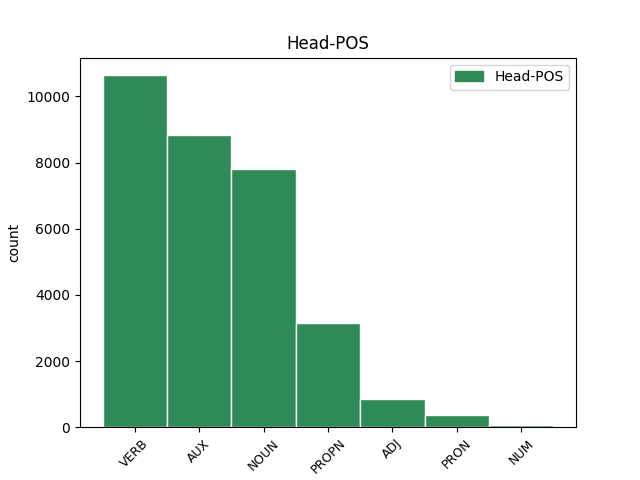 Head-POS
Head-POS
10000
8000
6000
4000
2000
0
count
VERB
AUX
NOUN
PROPN
ADJ
PRON
NUM